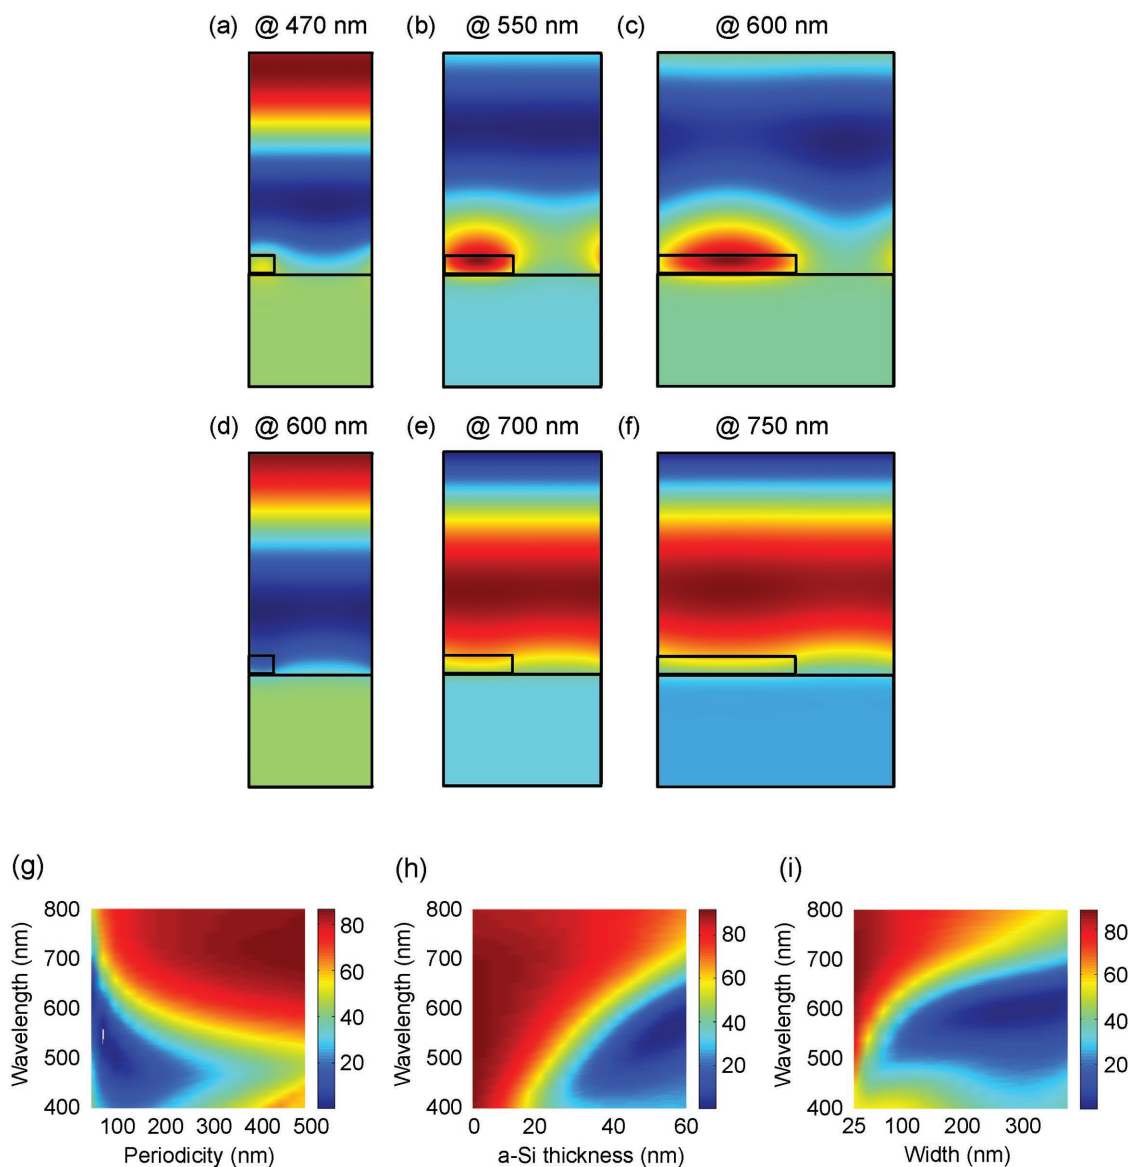 (a) @ 470 nm (b) @ 550 nm (c) @ 600 nm
(d) @ 600 nm (e) @ 700 nm (f) @ 750 nm
(g) (h) (i)
800 800 800
80 80 80
700 700 700
60 60 60
600 600 600
40 40 40
500 500 500
20 20 20
400 400 400
100 200 300 400 500 0 20 40 60 25 100 200 300
Wavelength (nm) Wavelength (nm) Wavelength (nm)
Periodicity (nm) a-Si thickness (nm) Width (nm)